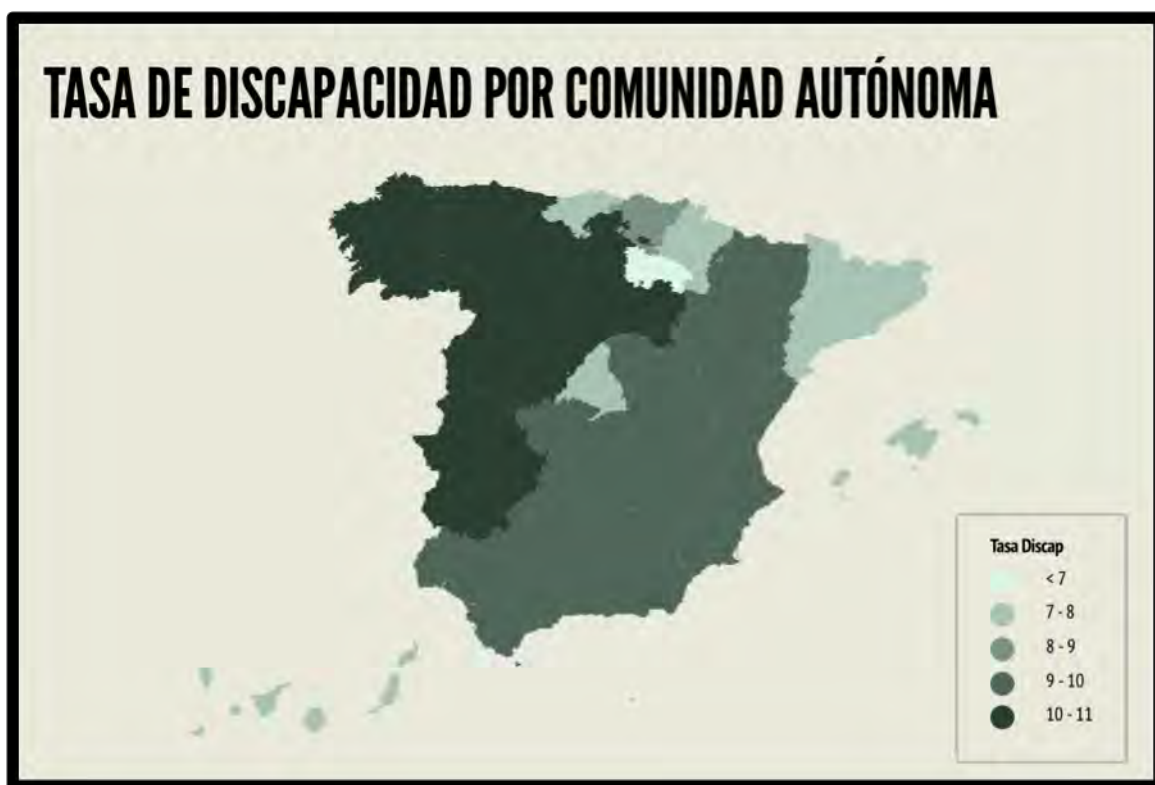 TASA DE DISCAPACIDAD POR COMUNIDAD AUTÓNOMA
Tasa Discap
< 7
7 - 8
8 - 9
9 - 10
10 - 11